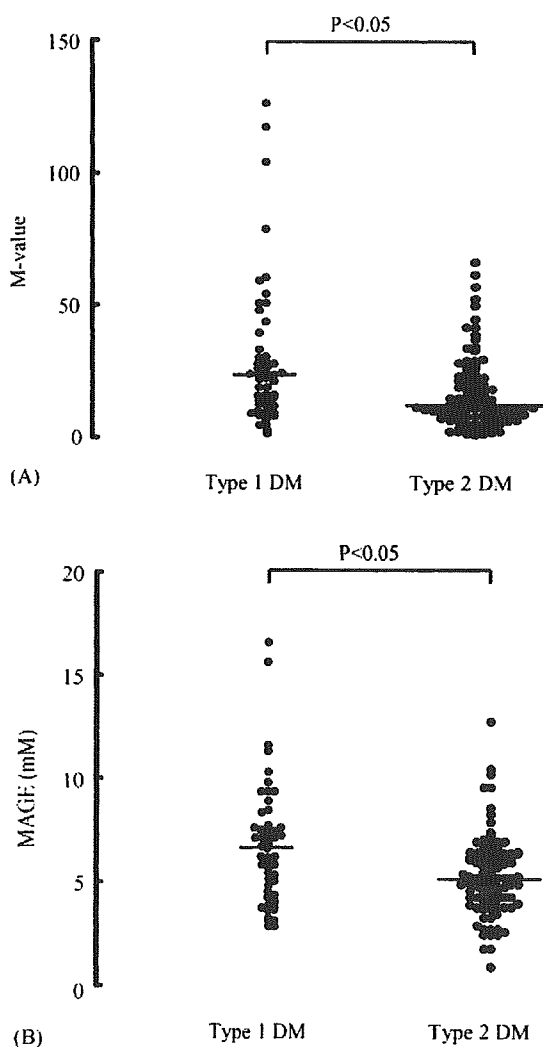 P<0.05
150
100
50
0
M-value
(A)
Type 1 DM
Type 2 DM
P<0.05
20
15
10
5
0
MAGE (mM)
(B)
Type 1 DM
Type 2 DM